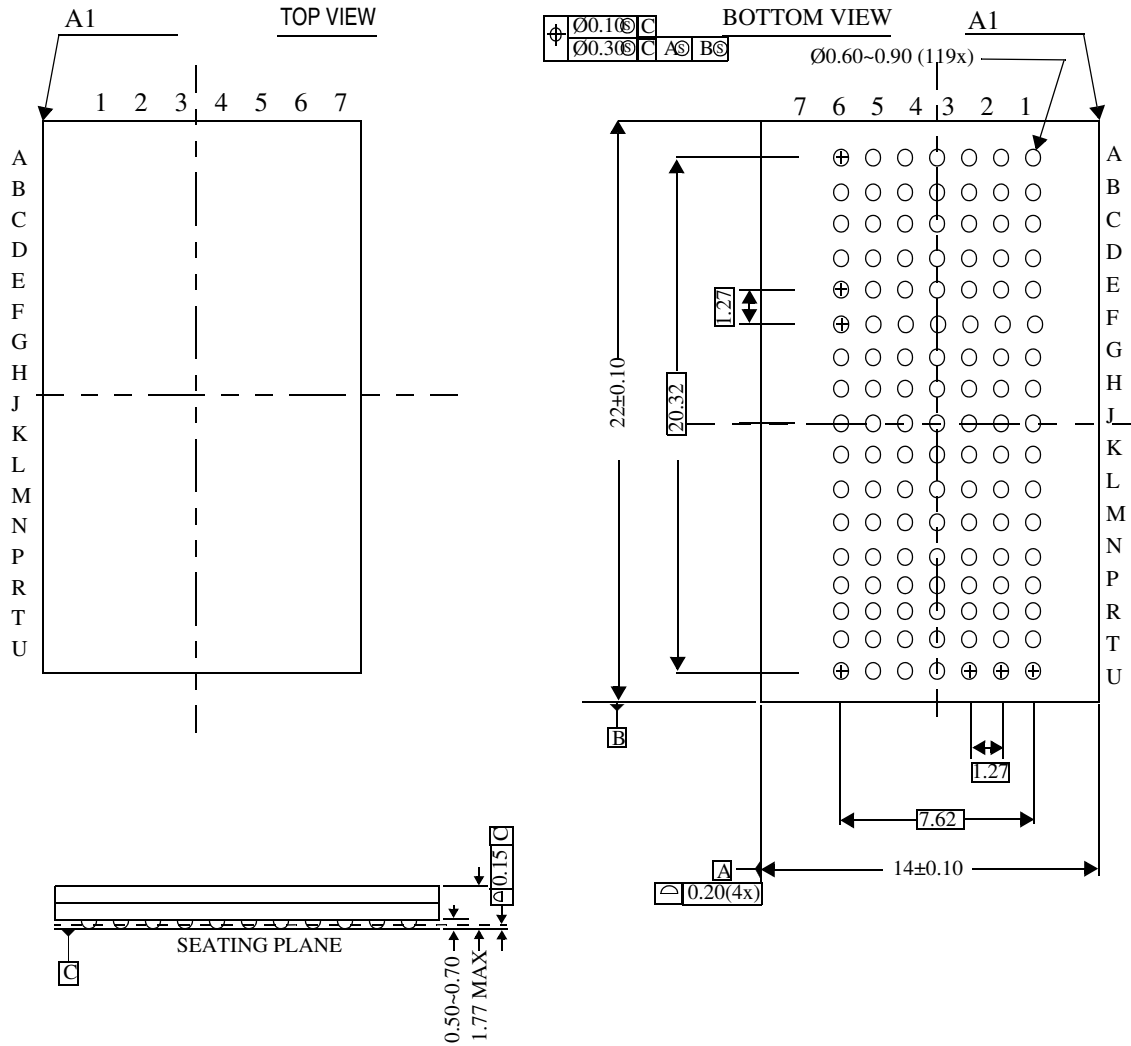 A1
TOP VIEW
1 2 3 4 5 6 7
A
B
C
D
E
F
G
H
J
K
L
M
N
P
R
T
U
Ø0.10Ⓢ C
Ø0.30Ⓢ C AⓈ BⓈ
BOTTOM VIEW
A1
Ø0.60~0.90 (119x)
7 6 5 4 3 2 1
A
B
C
D
E
F
G
H
J
K
L
M
N
P
R
T
U
1.27
22±0.10
20.32
B
1.27
7.62
A
14±0.10
0.20(4x)
0.15 C
SEATING PLANE
C
0.50~0.70
1.77 MAX